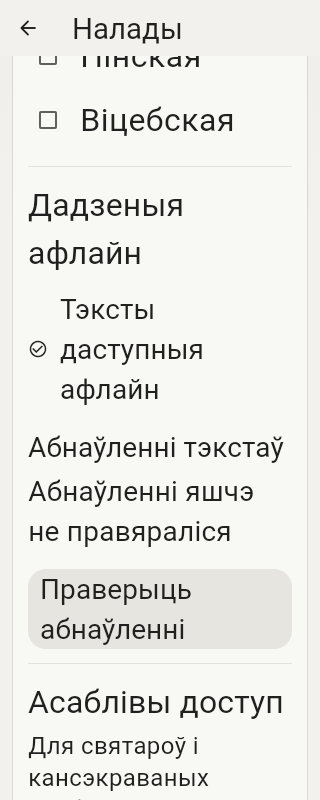 Налады
Пінская
Віцебская
Дадзеныя
афлайн
Тэксты
даступныя
афлайн
Абнаўленні тэкстаў
Абнаўленні яшчэ
не правяраліся
Праверыць
абнаўленні
Асаблівы доступ
Для святароў і
кансэкраваных